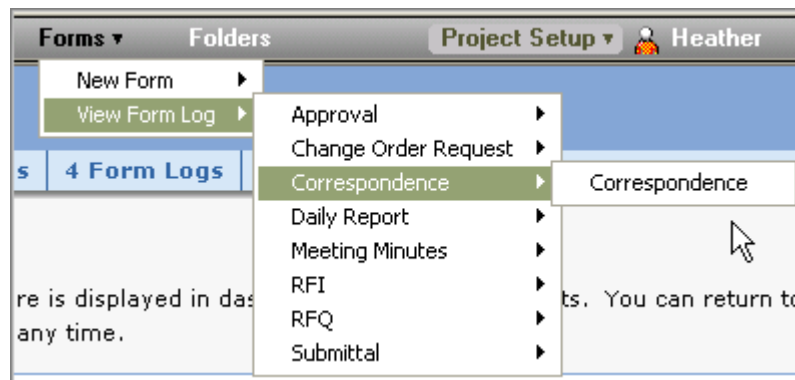 Forms ▾ Folders Project Setup ▾ Heather
New Form
View Form Log
Approval
Change Order Request
Correspondence
Correspondence
Daily Report
Meeting Minutes
RFI
RFQ
Submittal
s 4 Form Logs
re is displayed in das ts. You can return to
any time.